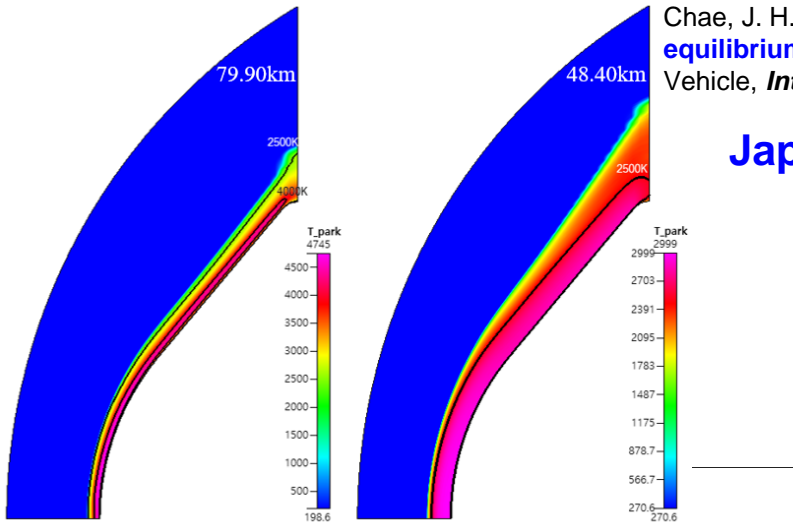 Chae, J. H.
equilibriun
Vehicle, Int
Jap
79.90km
2500K
4000K
T_park
4745
4500
4000
3500
3000
2500
2000
1500
1000
500
198.6
48.40km
2500K
T_park
2999
2999
2703
2391
2095
1783
1487
1175
878.7
566.7
270.6
270.6